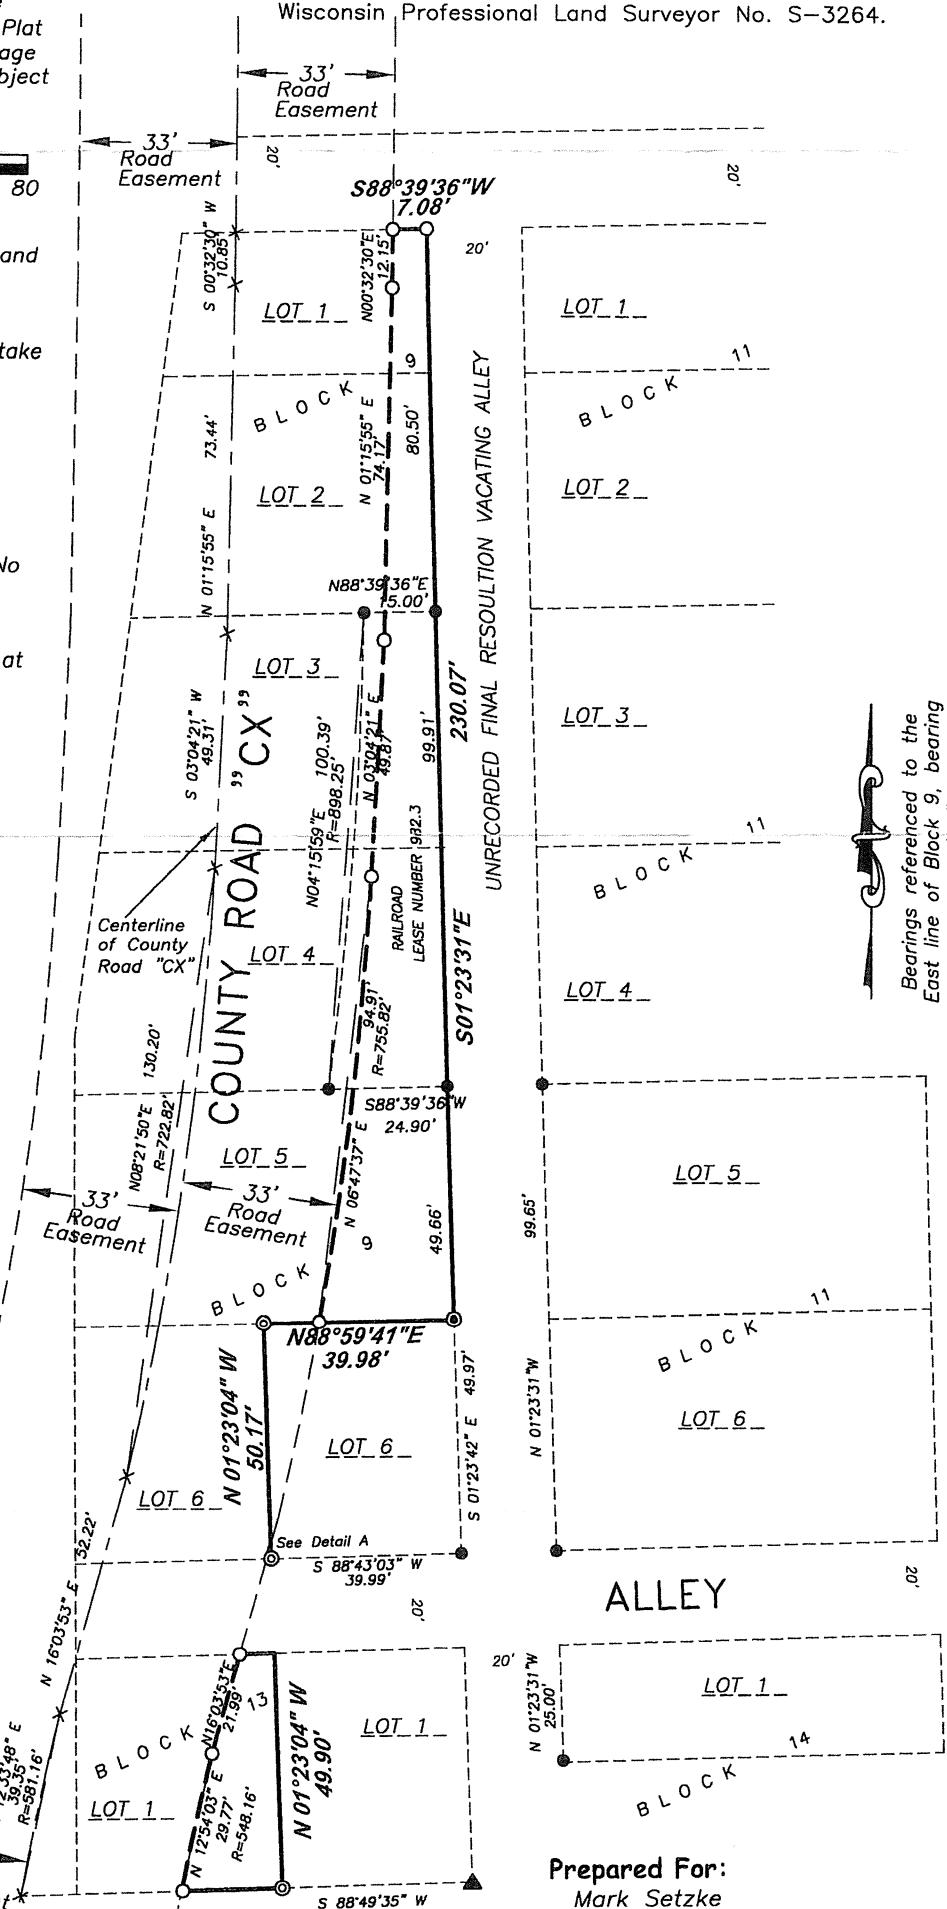 Wisconsin Professional Land Surveyor No. S-3264.
Plat
age
bject
33'
Road
Easement
33'
Road
Easement
20'
20'
80
S88°39'36"W
7.08'
and
S 00°32'30" W
10.85'
N00°32'30"E
12.15'
20'
LOT 1
LOT 1
take
9
11
BLOCK
BLOCK
73.44'
N 01°15'55" E
N 01°15'55" E
74.17'
80.50'
LOT 2
LOT 2
UNRECORDED FINAL RESOULTION VACATING ALLEY
No
N88°39'36"E
15.00'
at
LOT 3
LOT 3
S 03°04'21" W
49.31'
COUNTY ROAD "CX"
N04°15'59"E 100.39'
R=898.25'
N 03°04'21" E
49.87'
99.91'
230.07'
S01°23'31"E
RAILROAD
LEASE NUMBER 982.3
11
BLOCK
Bearings referenced to the
East line of Block 9, bearing
Centerline
of County
Road "CX"
LOT 4
LOT 4
94.91'
R=755.82'
N08°21'50"E 130.20'
R=722.82'
S88°39'36"W
24.90'
LOT 5
LOT 5
33'
Road
Easement
33'
Road
Easement
N 06°47'37" E
9
49.66'
99.65'
BLOCK
11
BLOCK
N88°59'41"E
39.98'
N 01°23'04" W
50.17'
S 01°23'42" E 49.97'
N 01°23'31"W
LOT 6
LOT 6
LOT 6
52.22'
N 16°03'53" E
See Detail A
S 88°43'03" W
39.99'
20'
20'
ALLEY
20'
N16°03'53"E
21.99'
13
BLOCK
N 01°23'31"W
25.00'
LOT 1
LOT 1
LOT 1
14
BLOCK
N 01°23'04" W
49.90'
N 12°54'03" E
29.77'
R=548.16'
39.35'
R=581.16'
S 88°49'35" W
Prepared For:
Mark Setzke